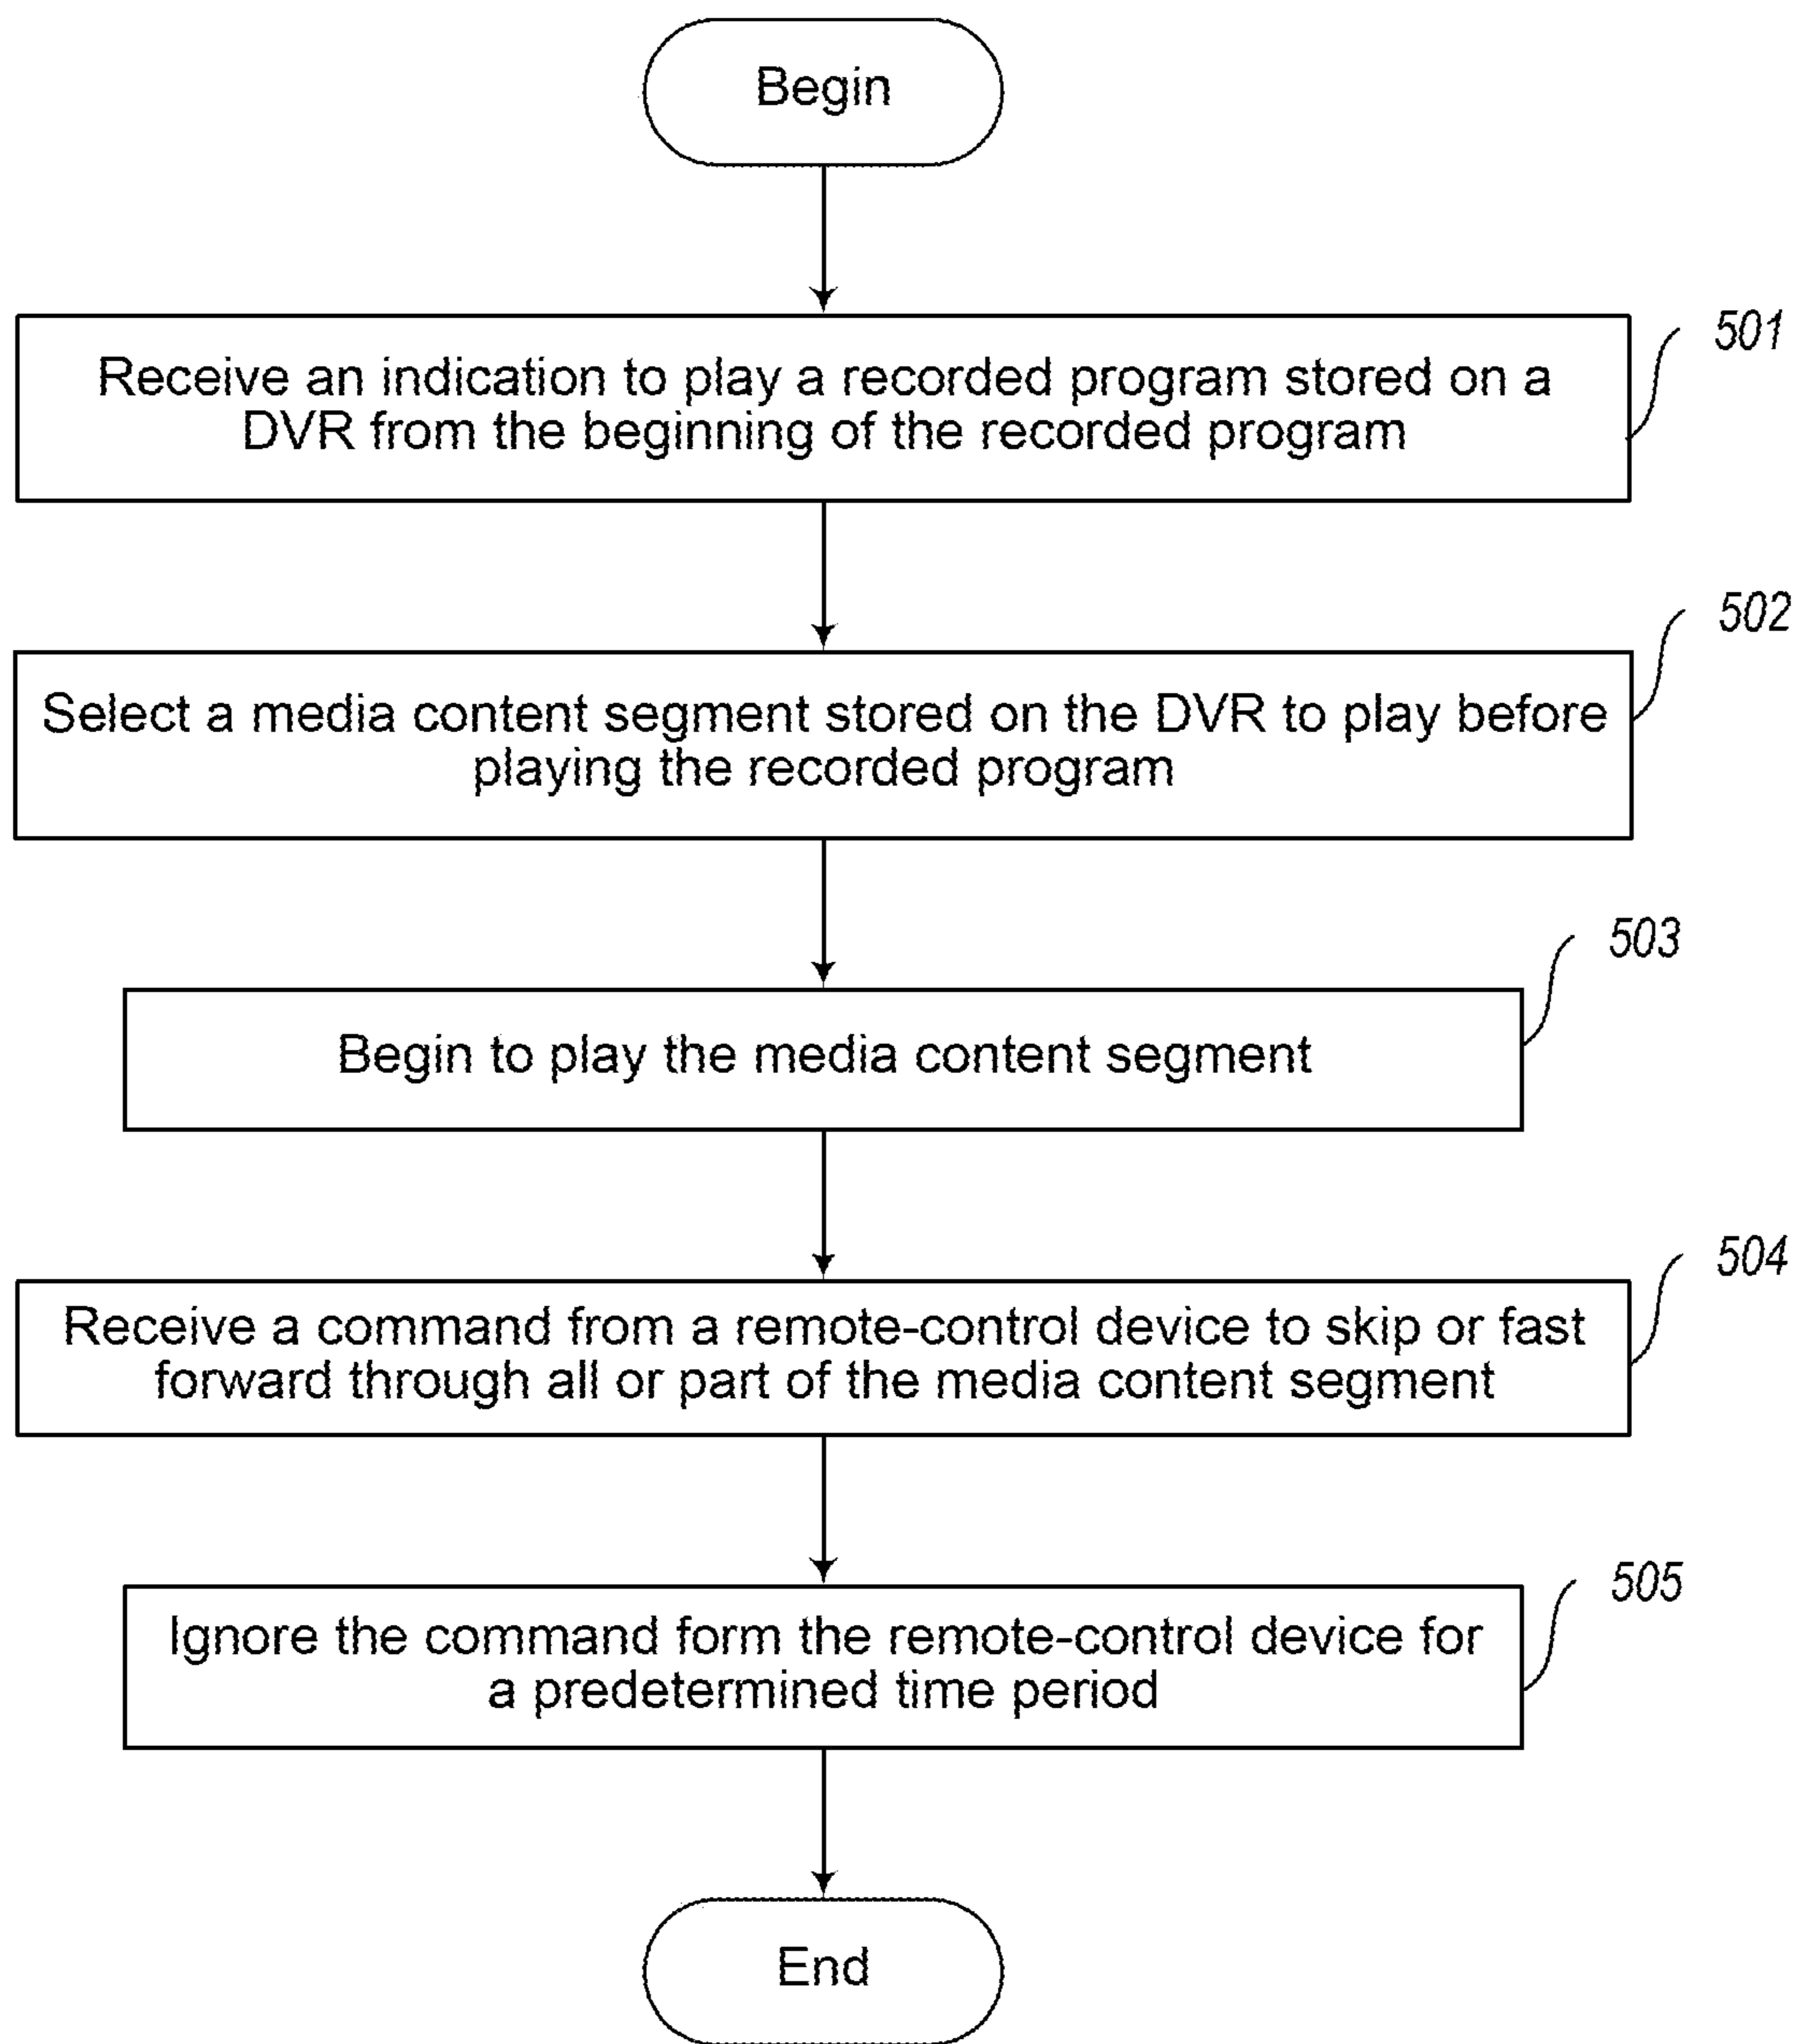 Begin
501
Receive an indication to play a recorded program stored on a
DVR from the beginning of the recorded program
502
Select a media content segment stored on the DVR to play before
playing the recorded program
503
Begin to play the media content segment
504
Receive a command from a remote-control device to skip or fast
forward through all or part of the media content segment
505
Ignore the command form the remote-control device for
a predetermined time period
End